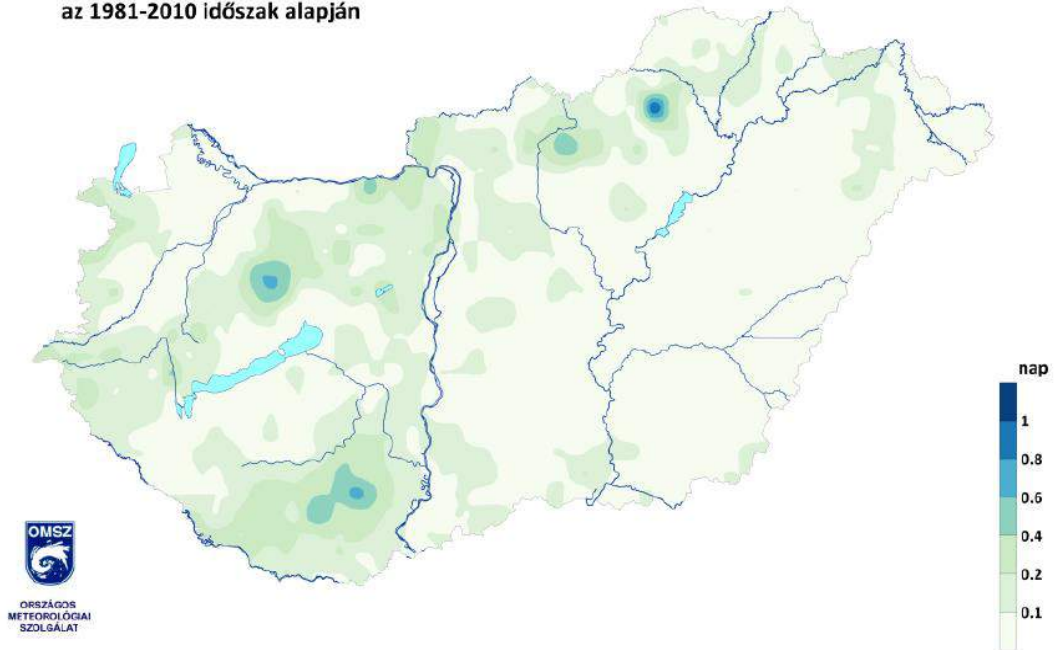 az 1981-2010 időszak alapján
nap
1
0.8
0.6
0.4
0.2
0.1
OMSZ
ORSZÁGOS
METEOROLÓGIAI
SZOLGÁLAT